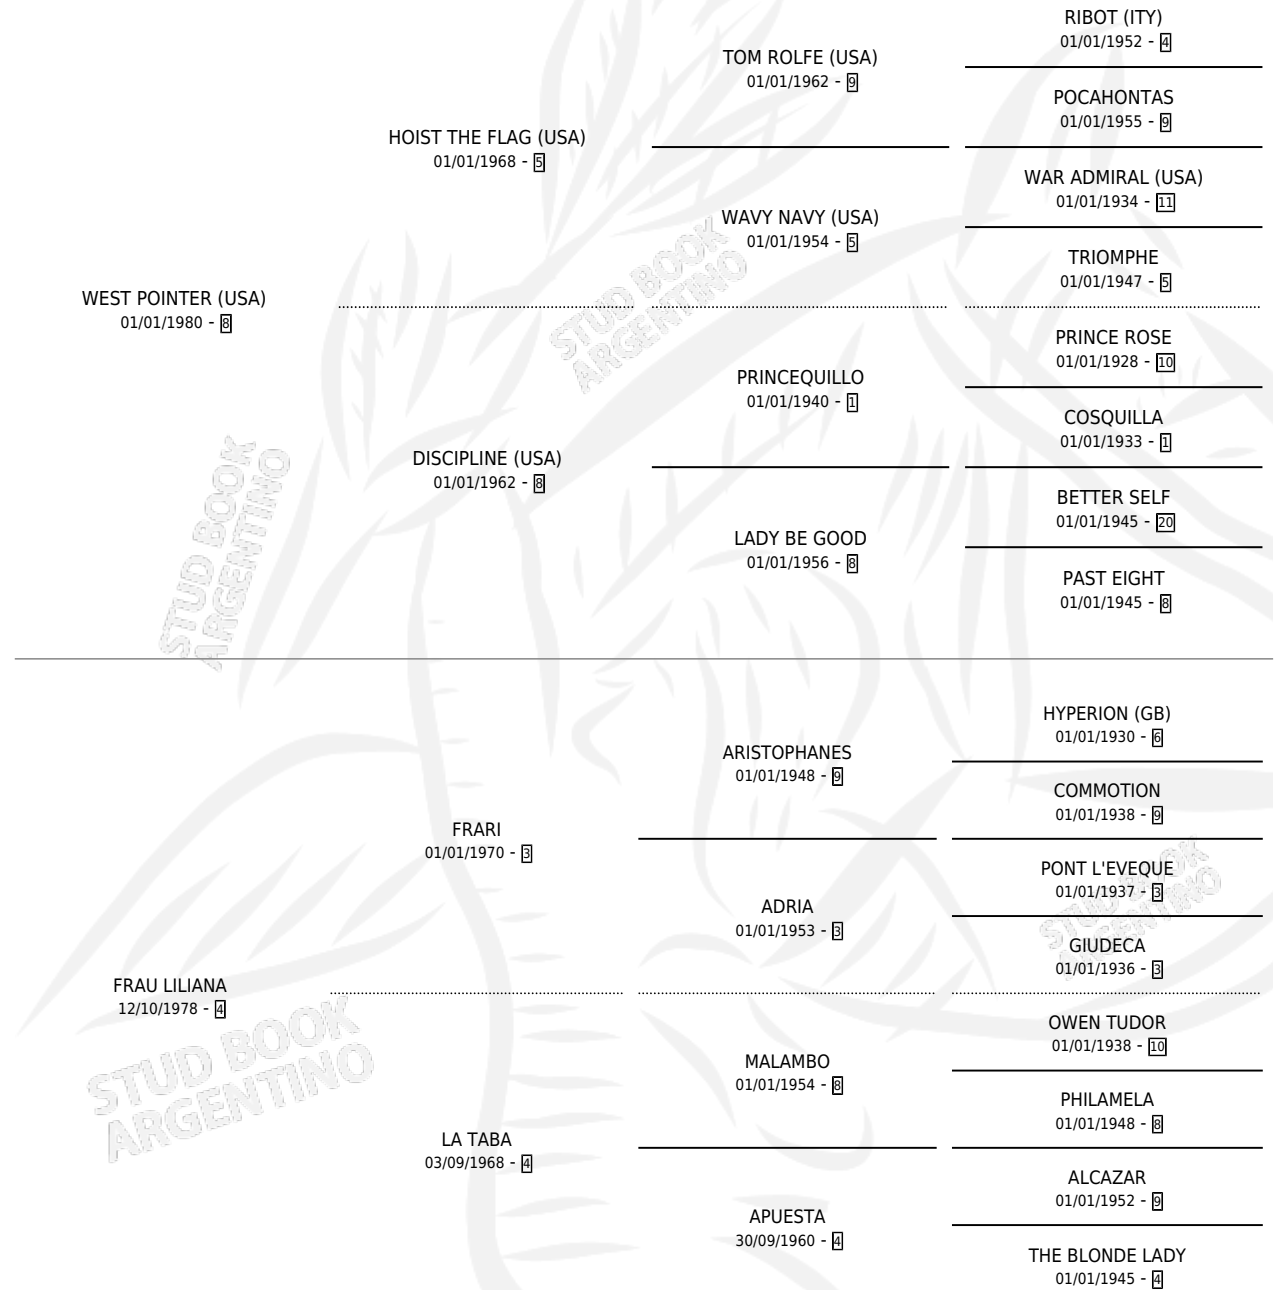 RIBOT (ITY)
01/01/1952 - 4
TOM ROLFE (USA)
01/01/1962 - 9
POCAHONTAS
01/01/1955 - 9
HOIST THE FLAG (USA)
01/01/1968 - 5
WAR ADMIRAL (USA)
01/01/1934 - 11
WAVY NAVY (USA)
01/01/1954 - 5
TRIOMPHE
01/01/1947 - 5
WEST POINTER (USA)
01/01/1980 - 8
PRINCE ROSE
01/01/1928 - 10
PRINCEQUILLO
01/01/1940 - 1
COSQUILLA
01/01/1933 - 1
DISCIPLINE (USA)
01/01/1962 - 8
BETTER SELF
01/01/1945 - 20
LADY BE GOOD
01/01/1956 - 8
PAST EIGHT
01/01/1945 - 8
HYPERION (GB)
01/01/1930 - 6
ARISTOPHANES
01/01/1948 - 9
COMMOTION
01/01/1938 - 9
FRARI
01/01/1970 - 3
PONT L'EVEQUE
01/01/1937 - 3
ADRIA
01/01/1953 - 3
GIUDECA
01/01/1936 - 3
FRAU LILIANA
12/10/1978 - 4
OWEN TUDOR
01/01/1938 - 10
MALAMBO
01/01/1954 - 8
PHILAMELA
01/01/1948 - 8
LA TABA
03/09/1968 - 4
ALCAZAR
01/01/1952 - 9
APUESTA
30/09/1960 - 4
THE BLONDE LADY
01/01/1945 - 4
STUD BOOK
ARGENTINO
STUD BOOK
ARGENTINO
STUD BOOK
ARGENTINO
STUD BOOK
ARGENTINO